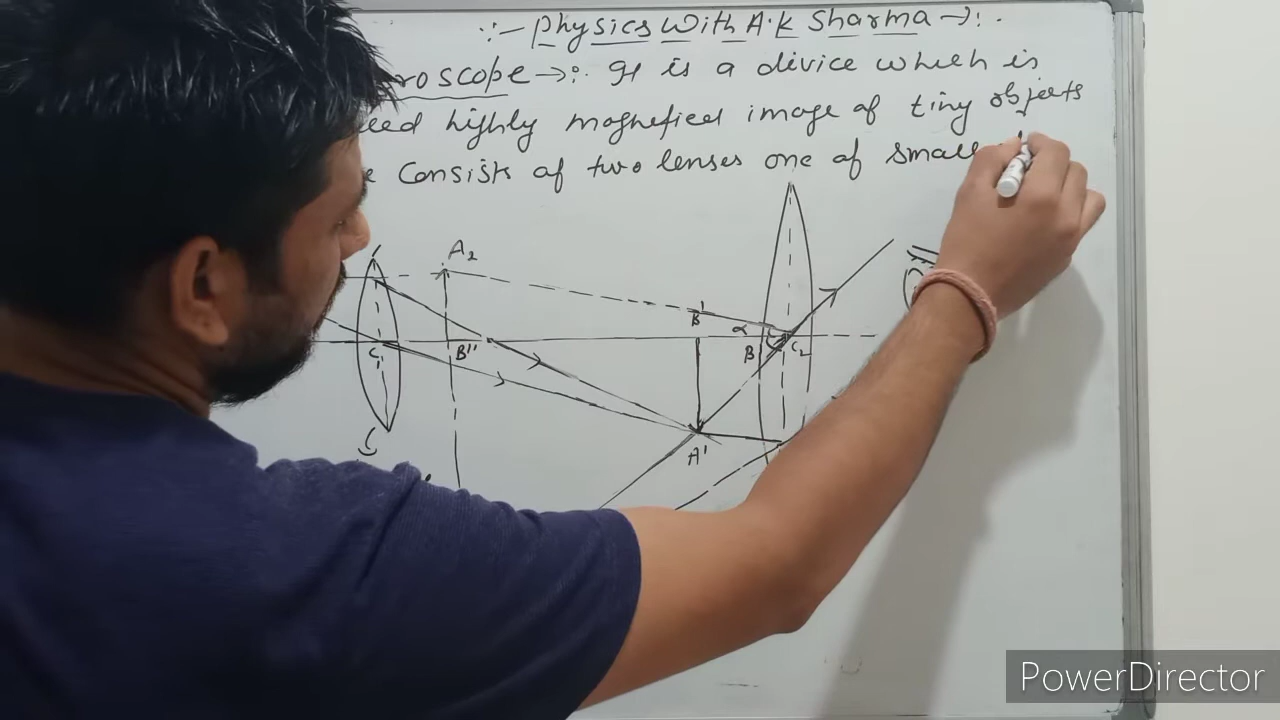 :- Physics With A.K Sharma →:.
roscope →:. It is a divice which is
highly magnefied image of tiny objects
consists of two lenses one of small
A2
B'
α
C1
B"
B
C2
A'
PowerDirector